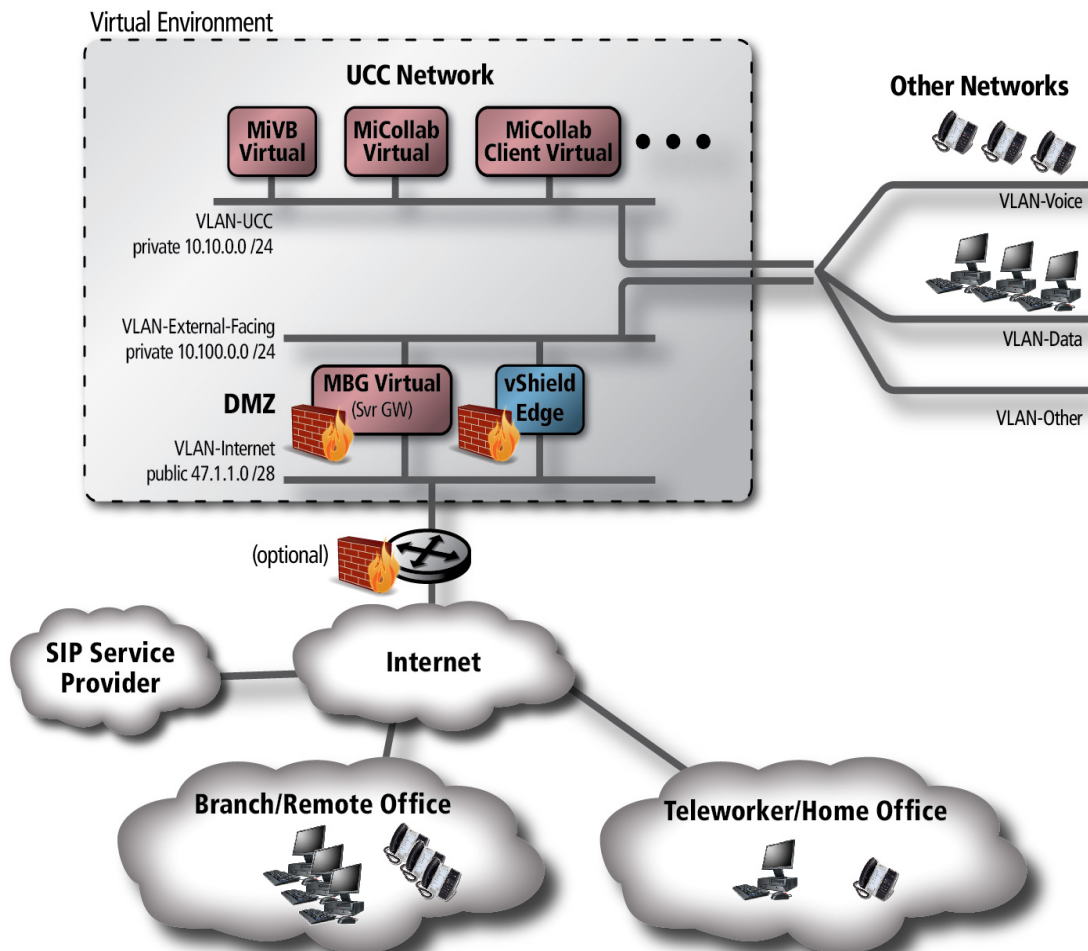 Virtual Environment
UCC Network
MiVB
Virtual
MiCollab
Virtual
MiCollab
Client Virtual
VLAN-UCC
private 10.10.0.0 /24
Other Networks
VLAN-Voice
VLAN-Data
VLAN-Other
VLAN-External-Facing
private 10.100.0.0 /24
DMZ
MBG Virtual
(Svr GW)
vShield
Edge
VLAN-Internet
public 47.1.1.0 /28
(optional)
SIP Service
Provider
Internet
Branch/Remote Office
Teleworker/Home Office